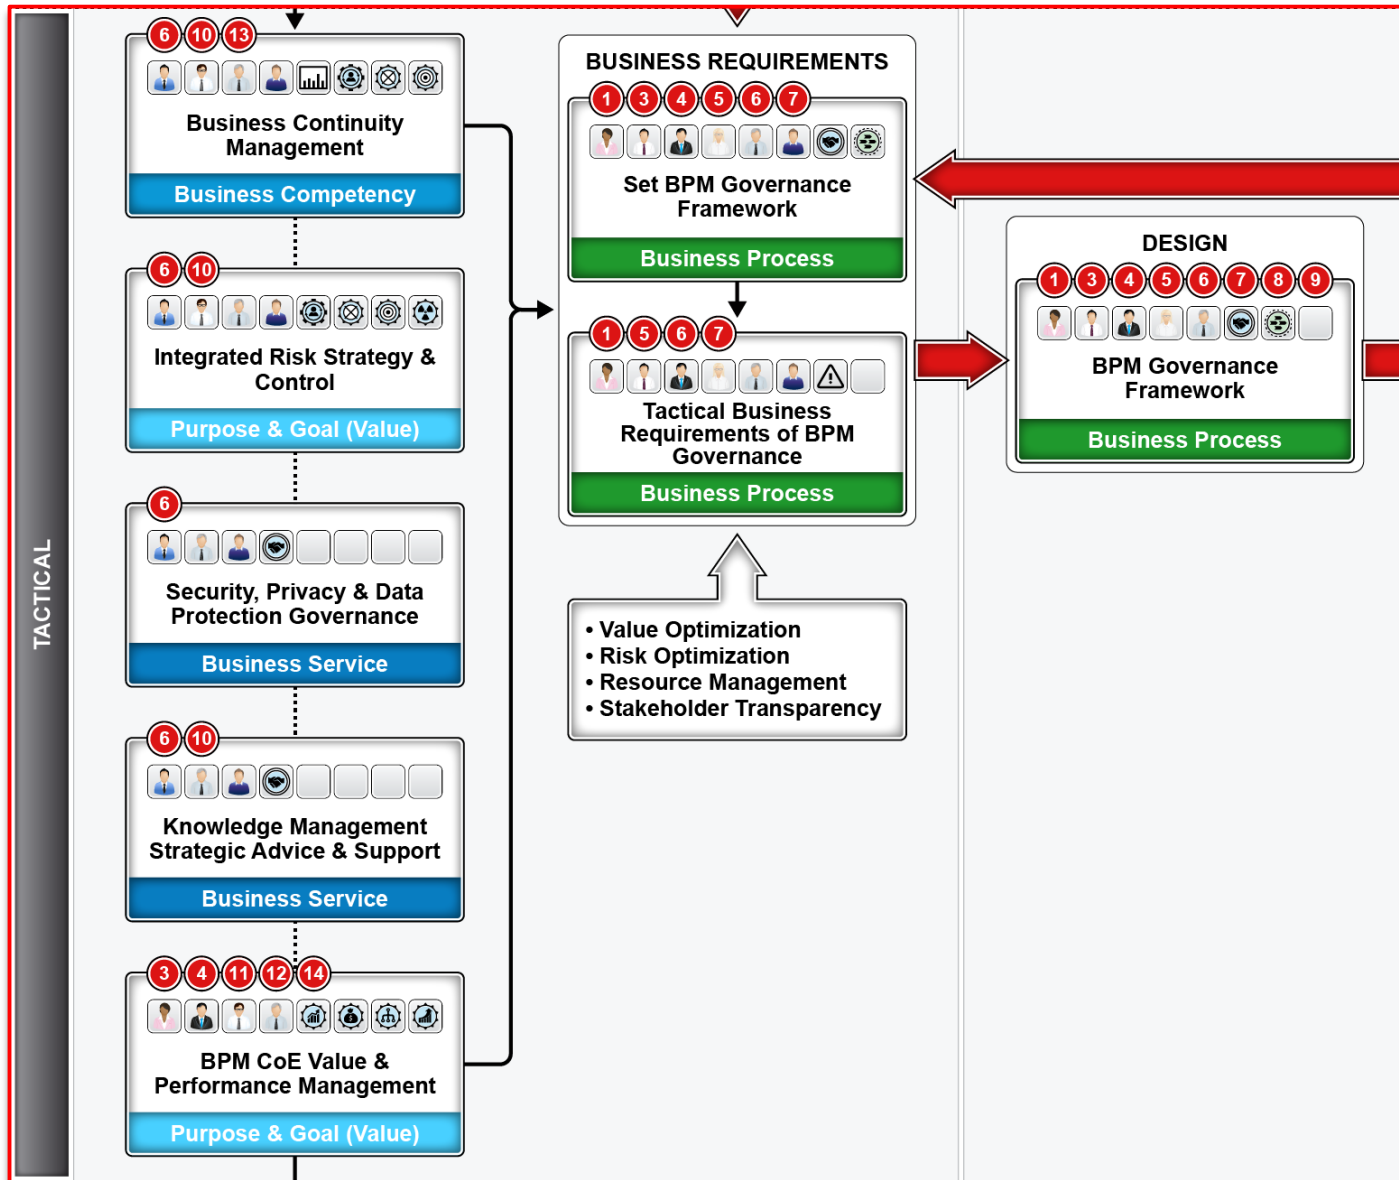 TACTICAL
6 10 13
Business Continuity
Management
Business Competency
6 10
Integrated Risk Strategy &
Control
Purpose & Goal (Value)
6
Security, Privacy & Data
Protection Governance
Business Service
6 10
Knowledge Management
Strategic Advice & Support
Business Service
3 4 11 12 14
BPM CoE Value &
Performance Management
Purpose & Goal (Value)
BUSINESS REQUIREMENTS
1 3 4 5 6 7
Set BPM Governance
Framework
Business Process
1 5 6 7
Tactical Business
Requirements of BPM
Governance
Business Process
• Value Optimization
• Risk Optimization
• Resource Management
• Stakeholder Transparency
DESIGN
1 3 4 5 6 7 8 9
BPM Governance
Framework
Business Process